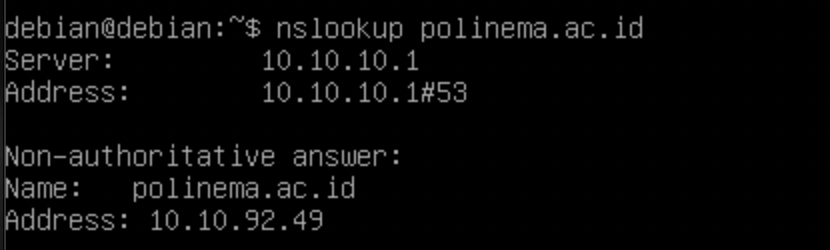 debian@debian:~$ nslookup polinema.ac.id
Server:         10.10.10.1
Address:        10.10.10.1#53

Non-authoritative answer:
Name:   polinema.ac.id
Address: 10.10.92.49